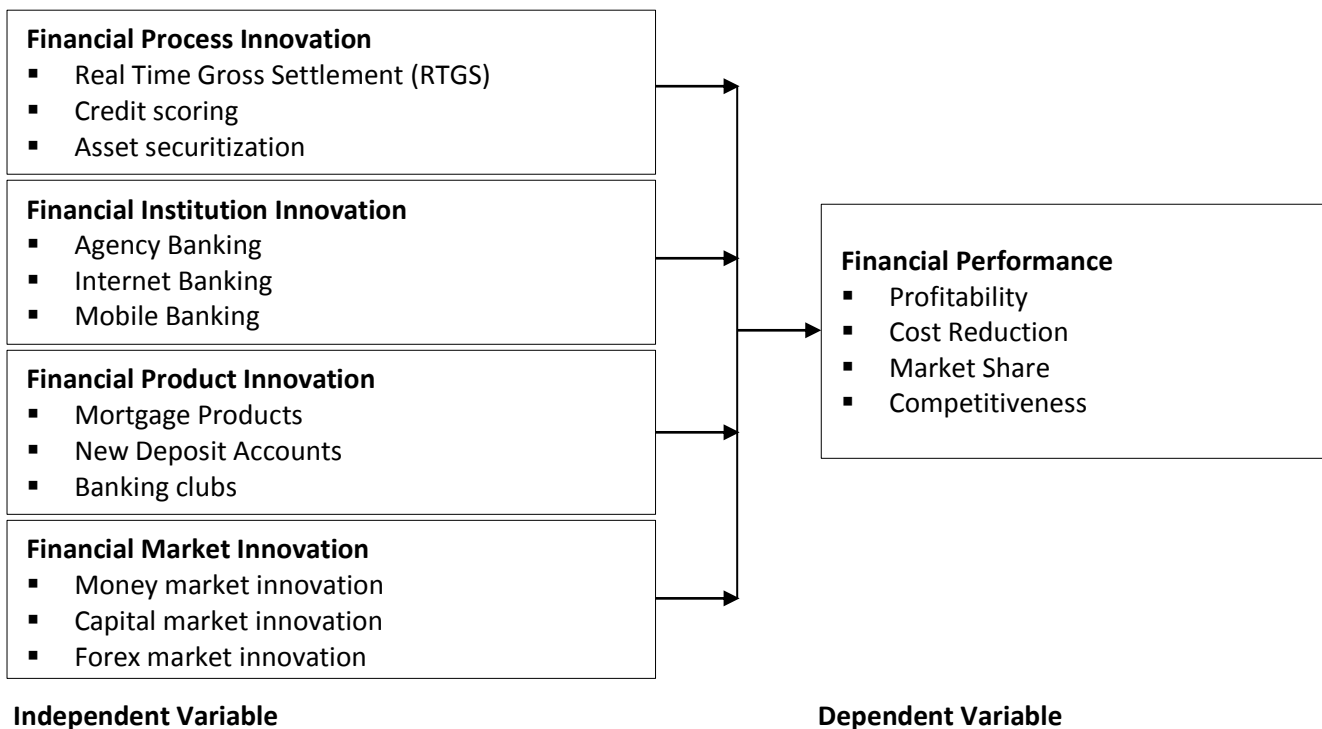 Financial Process Innovation
▪ Real Time Gross Settlement (RTGS)
▪ Credit scoring
▪ Asset securitization
Financial Institution Innovation
▪ Agency Banking
▪ Internet Banking
▪ Mobile Banking
Financial Product Innovation
▪ Mortgage Products
▪ New Deposit Accounts
▪ Banking clubs
Financial Market Innovation
▪ Money market innovation
▪ Capital market innovation
▪ Forex market innovation
Independent Variable
Financial Performance
▪ Profitability
▪ Cost Reduction
▪ Market Share
▪ Competitiveness
Dependent Variable